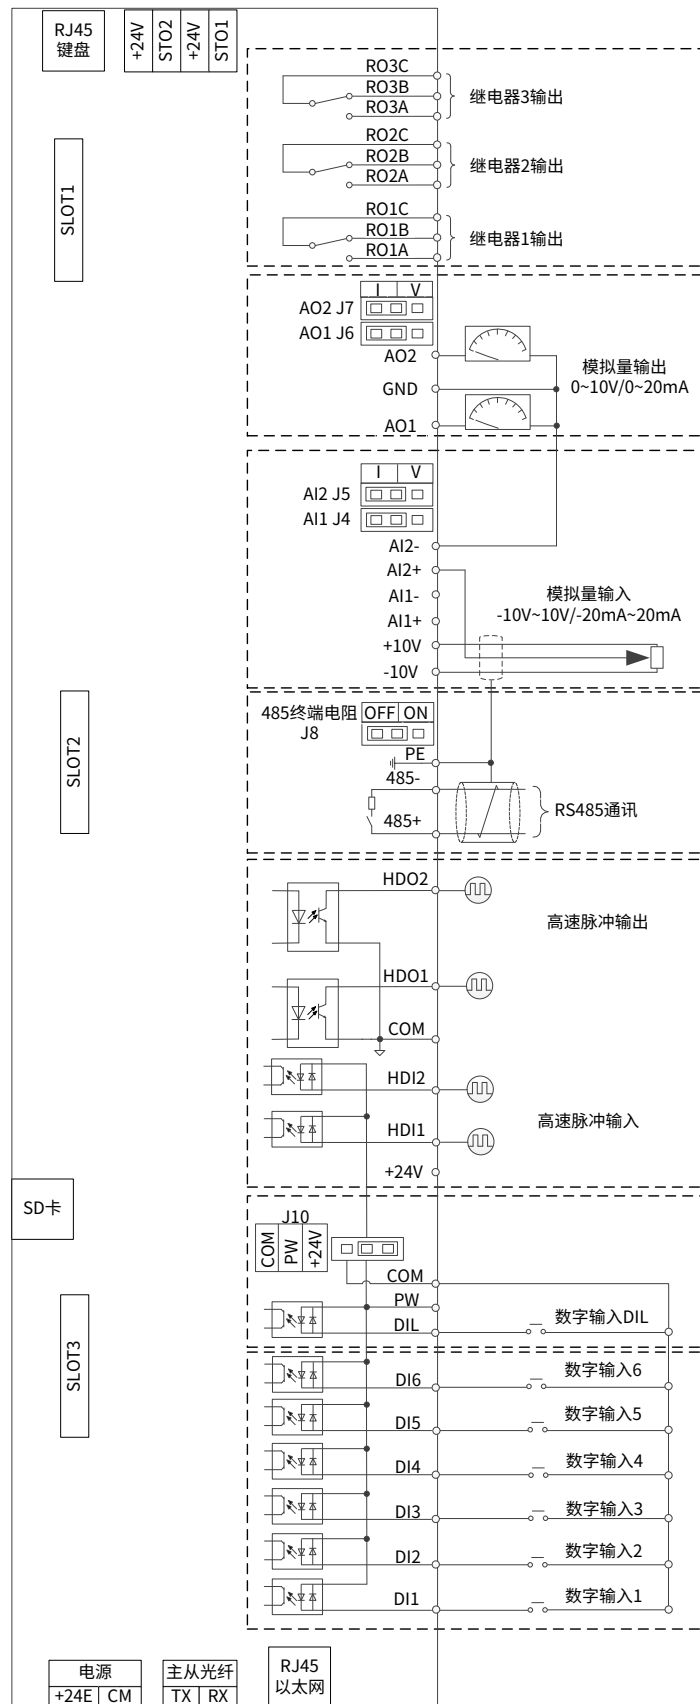 RJ45
键盘
+24V
STO2
+24V
STO1
RO3C
RO3B
RO3A
继电器3输出
RO2C
RO2B
RO2A
继电器2输出
SLOT1
RO1C
RO1B
RO1A
继电器1输出
I V
AO2 J7
AO1 J6
AO2
GND
AO1
模拟量输出
0~10V/0~20mA
I V
AI2 J5
AI1 J4
AI2-
AI2+
AI1-
AI1+
+10V
-10V
模拟量输入
-10V~10V/-20mA~20mA
SLOT2
485终端电阻 OFF ON
J8
PE
485-
485+
RS485通讯
HDO2
高速脉冲输出
HDO1
COM
HDI2
HDI1
高速脉冲输入
+24V
SD卡
J10
COM
PW
+24V
COM
PW
DIL
数字输入DIL
SLOT3
DI6
数字输入6
DI5
数字输入5
DI4
数字输入4
DI3
数字输入3
DI2
数字输入2
DI1
数字输入1
电源
+24E CM
主从光纤
TX RX
RJ45
以太网